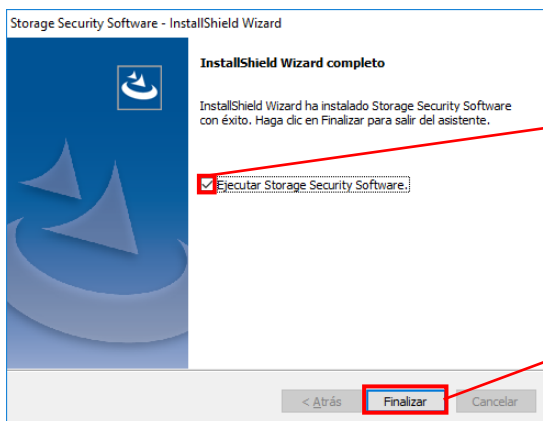 Storage Security Software - InstallShield Wizard
InstallShield Wizard completo
InstallShield Wizard ha instalado Storage Security Software
con éxito. Haga clic en Finalizar para salir del asistente.
Ejecutar Storage Security Software.
< Atrás
Finalizar
Cancelar